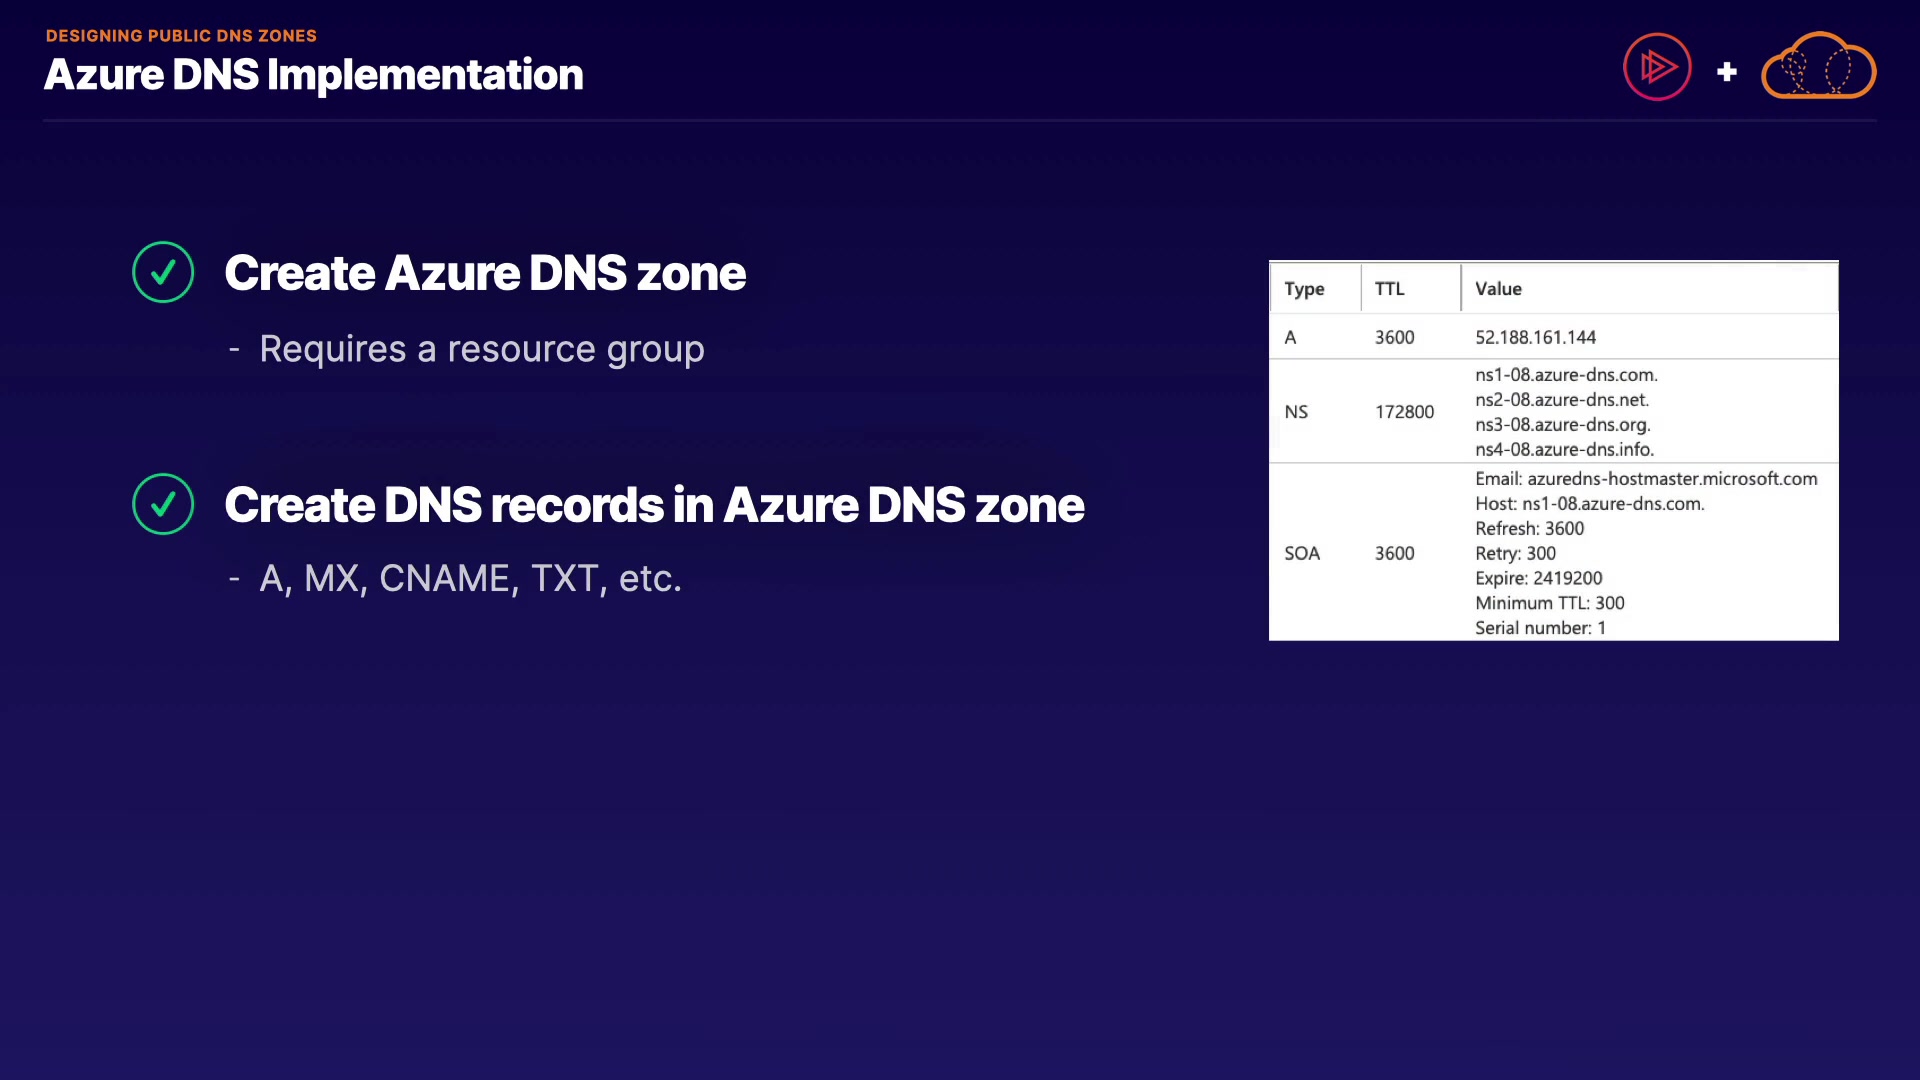 DESIGNING PUBLIC DNS ZONES
Azure DNS Implementation
Create Azure DNS zone
- Requires a resource group
Create DNS records in Azure DNS zone
- A, MX, CNAME, TXT, etc.
Type TTL Value
A 3600 52.188.161.144
NS 172800 ns1-08.azure-dns.com.
ns2-08.azure-dns.net.
ns3-08.azure-dns.org.
ns4-08.azure-dns.info.
SOA 3600 Email: azuredns-hostmaster.microsoft.com
Host: ns1-08.azure-dns.com.
Refresh: 3600
Retry: 300
Expire: 2419200
Minimum TTL: 300
Serial number: 1